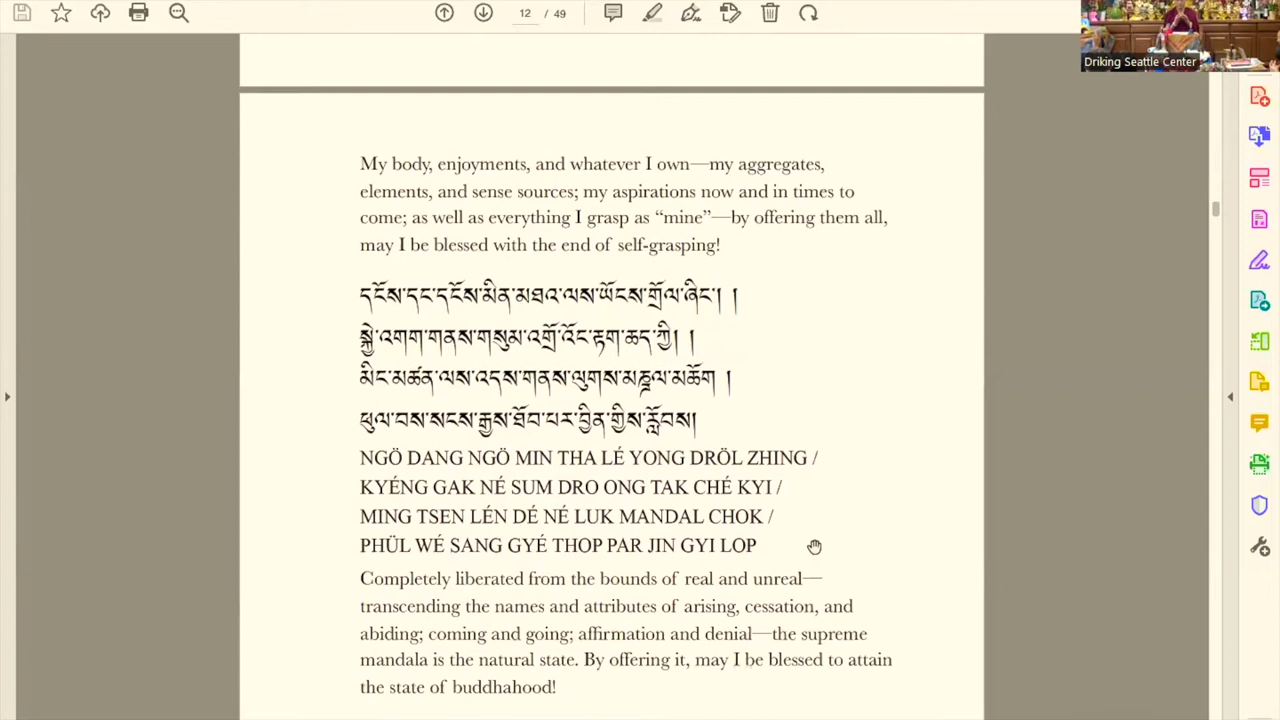 12 / 49
Driking Seattle Center
My body, enjoyments, and whatever I own—my aggregates,
elements, and sense sources; my aspirations now and in times to
come; as well as everything I grasp as “mine”—by offering them all,
may I be blessed with the end of self-grasping!
དངོས་དང་དངོས་མིན་མཐའ་ལས་ཡོངས་གྲོལ་ཞིང་། །
སྐྱེ་འགག་གནས་གསུམ་འགྲོ་འོང་རྟག་ཆད་ཀྱི། །
མིང་མཚན་ལས་འདས་གནས་ལུགས་མཎྜལ་མཆོག །
ཕུལ་བས་སངས་རྒྱས་ཐོབ་པར་བྱིན་གྱིས་རློབས།
NGÖ DANG NGÖ MIN THA LÉ YONG DRÖL ZHING /
KYÉNG GAK NÉ SUM DRO ONG TAK CHÉ KYI /
MING TSEN LÉN DÉ NÉ LUK MANDAL CHOK /
PHÜL WÉ SANG GYÉ THOP PAR JIN GYI LOP
Completely liberated from the bounds of real and unreal—
transcending the names and attributes of arising, cessation, and
abiding; coming and going; affirmation and denial—the supreme
mandala is the natural state. By offering it, may I be blessed to attain
the state of buddhahood!